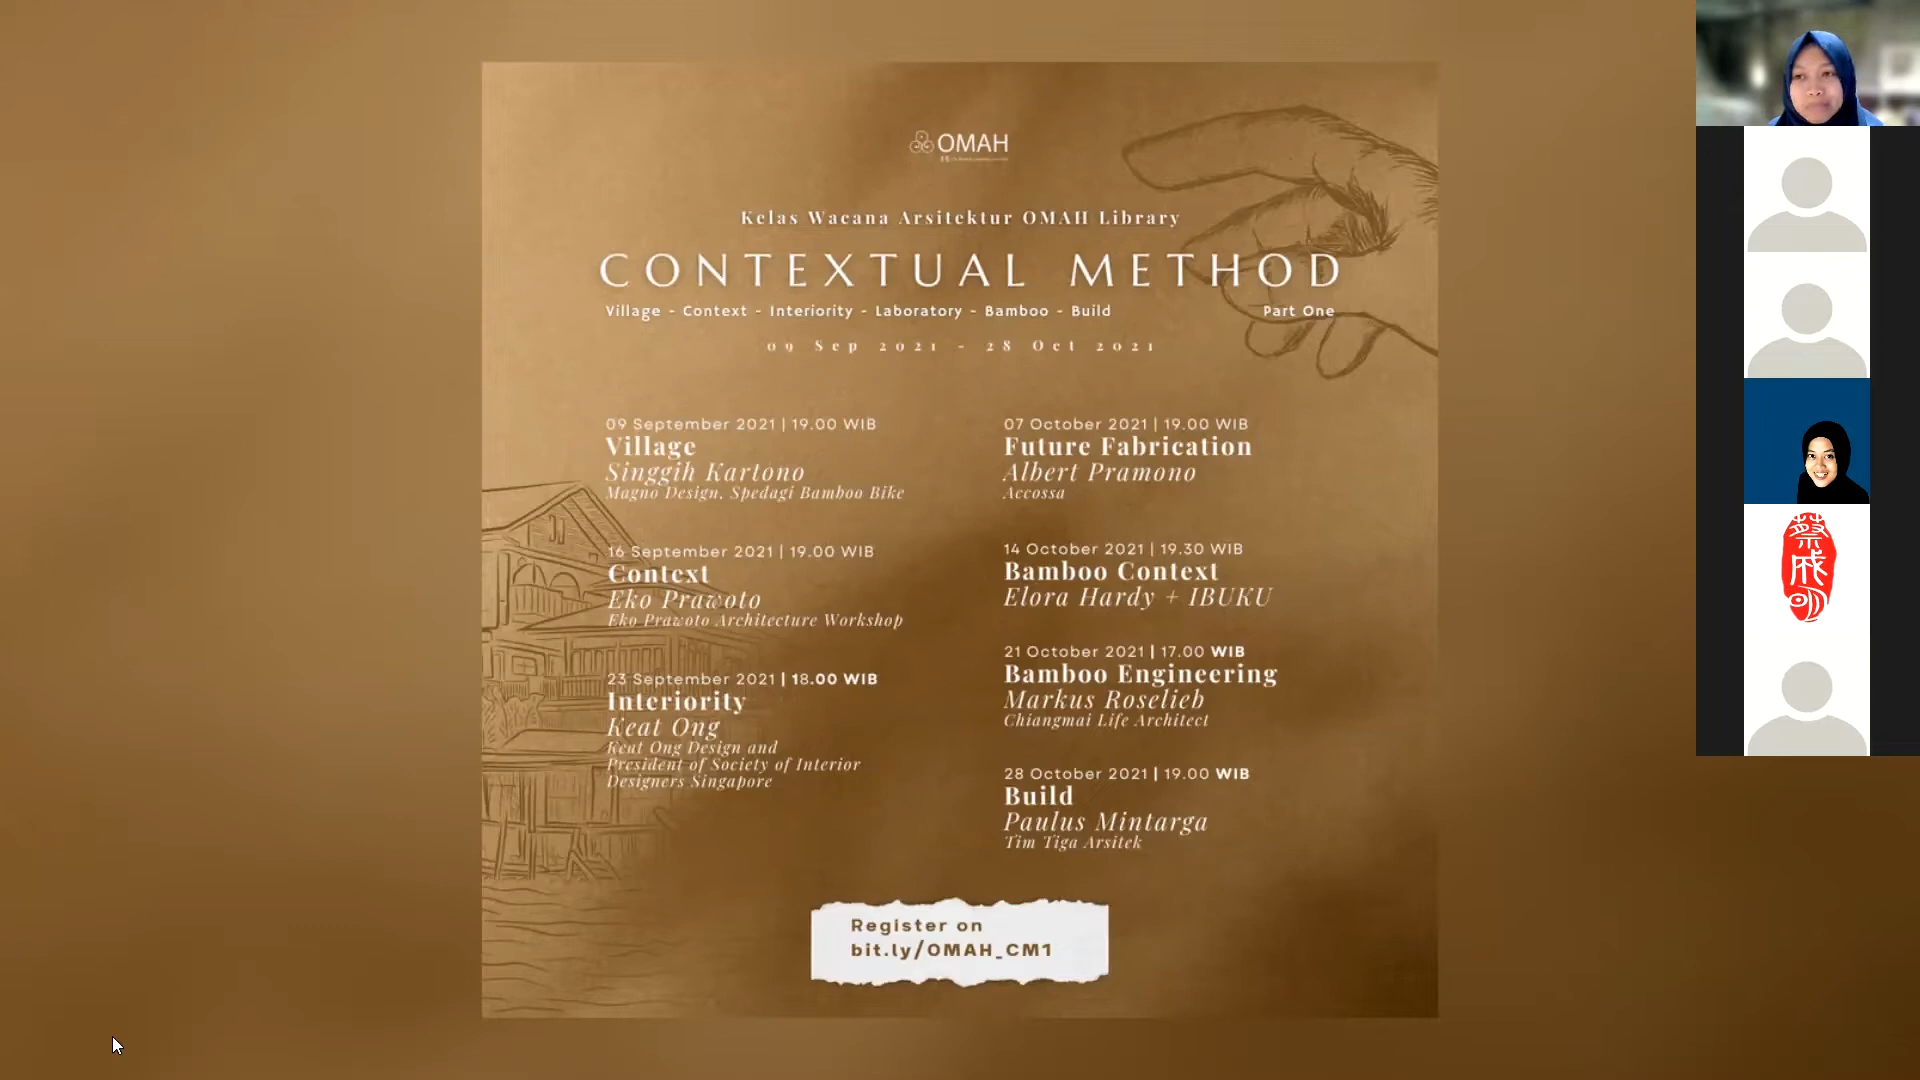 OMAH
Kelas Wacana Arsitektur OMAH Library
CONTEXTUAL METHOD
Village - Context - Interiority - Laboratory - Bamboo - Build
Part One
09 Sep 2021 - 28 Oct 2021
09 September 2021 | 19.00 WIB
Village
Singgih Kartono
Magno Design, Spedagi Bamboo Bike
16 September 2021 | 19.00 WIB
Context
Eko Prawoto
Eko Prawoto Architecture Workshop
23 September 2021 | 18.00 WIB
Interiority
Keat Ong
Keat Ong Design and
President of Society of Interior
Designers Singapore
07 October 2021 | 19.00 WIB
Future Fabrication
Albert Pramono
Accossa
14 October 2021 | 19.30 WIB
Bamboo Context
Elora Hardy + IBUKU
21 October 2021 | 17.00 WIB
Bamboo Engineering
Markus Roselieb
Chiangmai Life Architect
28 October 2021 | 19.00 WIB
Build
Paulus Mintarga
Tim Tiga Arsitek
Register on
bit.ly/OMAH_CM1